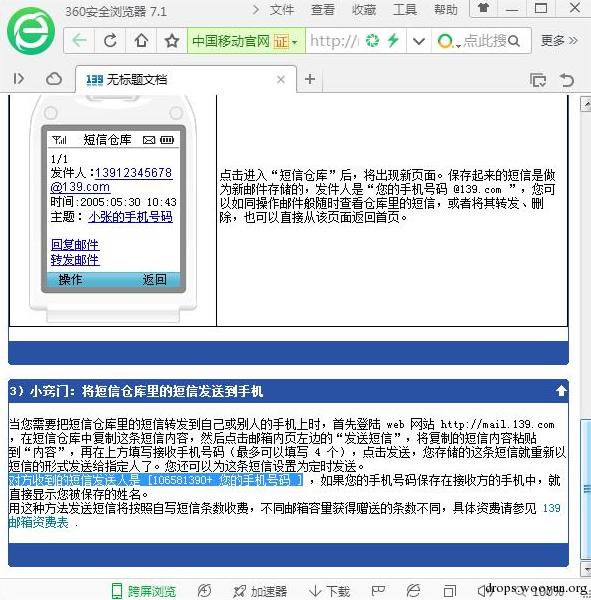 360安全浏览器 7.1
文件 查看 收藏 工具 帮助
中国移动官网 证 http:/ 点此搜 更多 »
139 无标题文档
短信仓库
1/1
发件人:13912345678
@139.com
时间:2005:05:30 10:43
主题: 小张的手机号码
回复邮件
转发邮件
操作 返回
点击进入“短信仓库”后,将出现新页面。保存起来的短信是做
为新邮件存储的,发件人是“您的手机号码 @139.com ”,您可
以如同操作邮件般随时查看仓库里的短信,或者将其转发、删
除,也可以直接从该页面返回首页。
3)小窍门:将短信仓库里的短信发送到手机
当您需要把短信仓库里的短信转发到自己或别人的手机上时,首先登陆 web 网站 http://mail.139.com
,在短信仓库中复制这条短信内容,然后点击邮箱内页左边的“发送短信”,将复制的短信内容粘贴
到“内容”,再在上方填写接收手机号码(最多可以填写 4 个),点击发送,您存储的这条短信就重新以
短信的形式发送给指定人了。您还可以为这条短信设置为定时发送。
对方收到的短信发送人是 [106581390+ 您的手机号码 ] ,如果您的手机号码保存在接收方的手机中,就
直接显示您被保存的姓名。
用这种方法发送短信将按照自写短信条数收费,不同邮箱容量获得赠送的条数不同,具体资费请参见 139
邮箱资费表 .
跨屏浏览 加速器 下载 100%
drops.wooyun.org